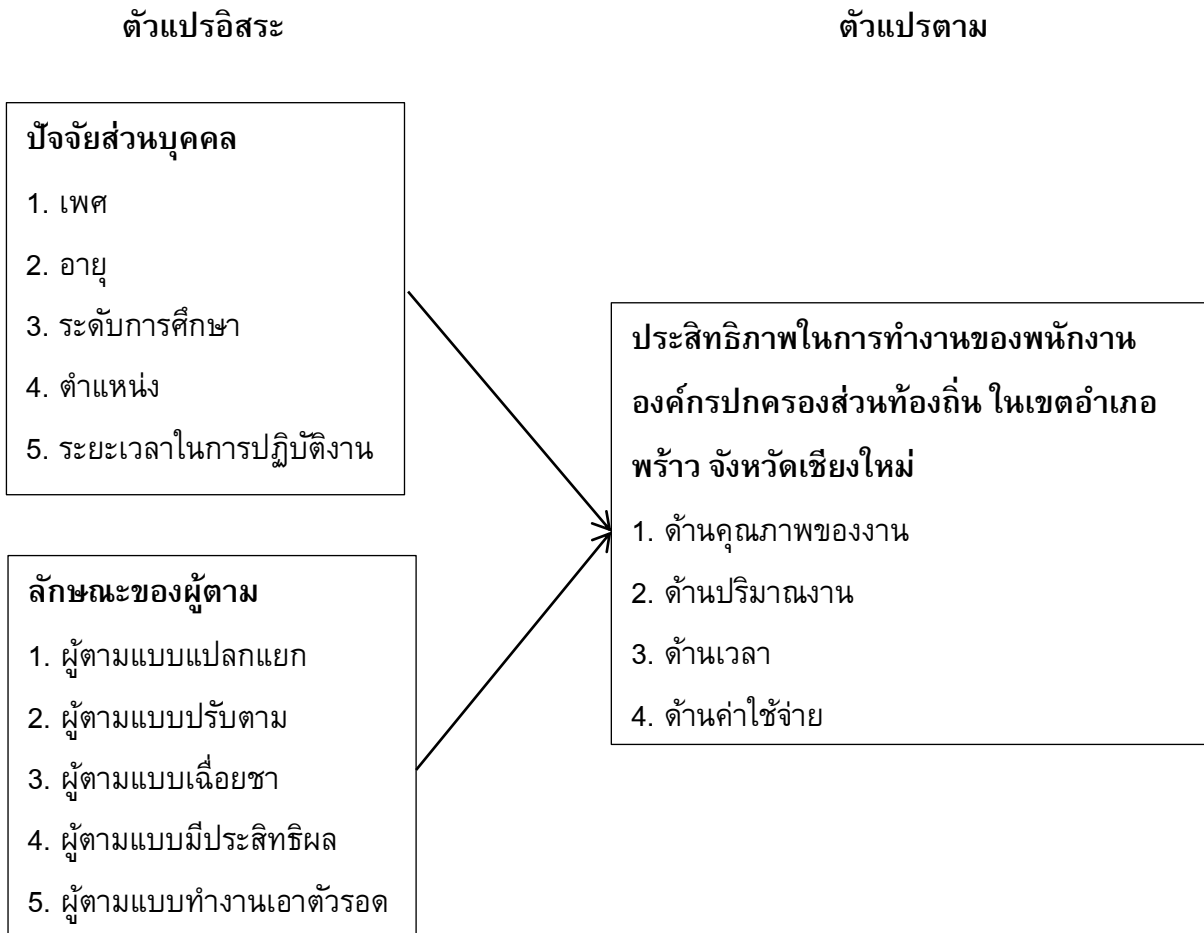 ตัวแปรอิสระ
ตัวแปรตาม
ปัจจัยส่วนบุคคล
1. เพศ
2. อายุ
3. ระดับการศึกษา
4. ตำแหน่ง
5. ระยะเวลาในการปฏิบัติงาน
ลักษณะของผู้ตาม
1. ผู้ตามแบบแปลกแยก
2. ผู้ตามแบบปรับตาม
3. ผู้ตามแบบเฉื่อยชา
4. ผู้ตามแบบมีประสิทธิผล
5. ผู้ตามแบบทำงานเอาตัวรอด
ประสิทธิภาพในการทำงานของพนักงาน
องค์กรปกครองส่วนท้องถิ่น ในเขตอำเภอ
พร้าว จังหวัดเชียงใหม่
1. ด้านคุณภาพของงาน
2. ด้านปริมาณงาน
3. ด้านเวลา
4. ด้านค่าใช้จ่าย